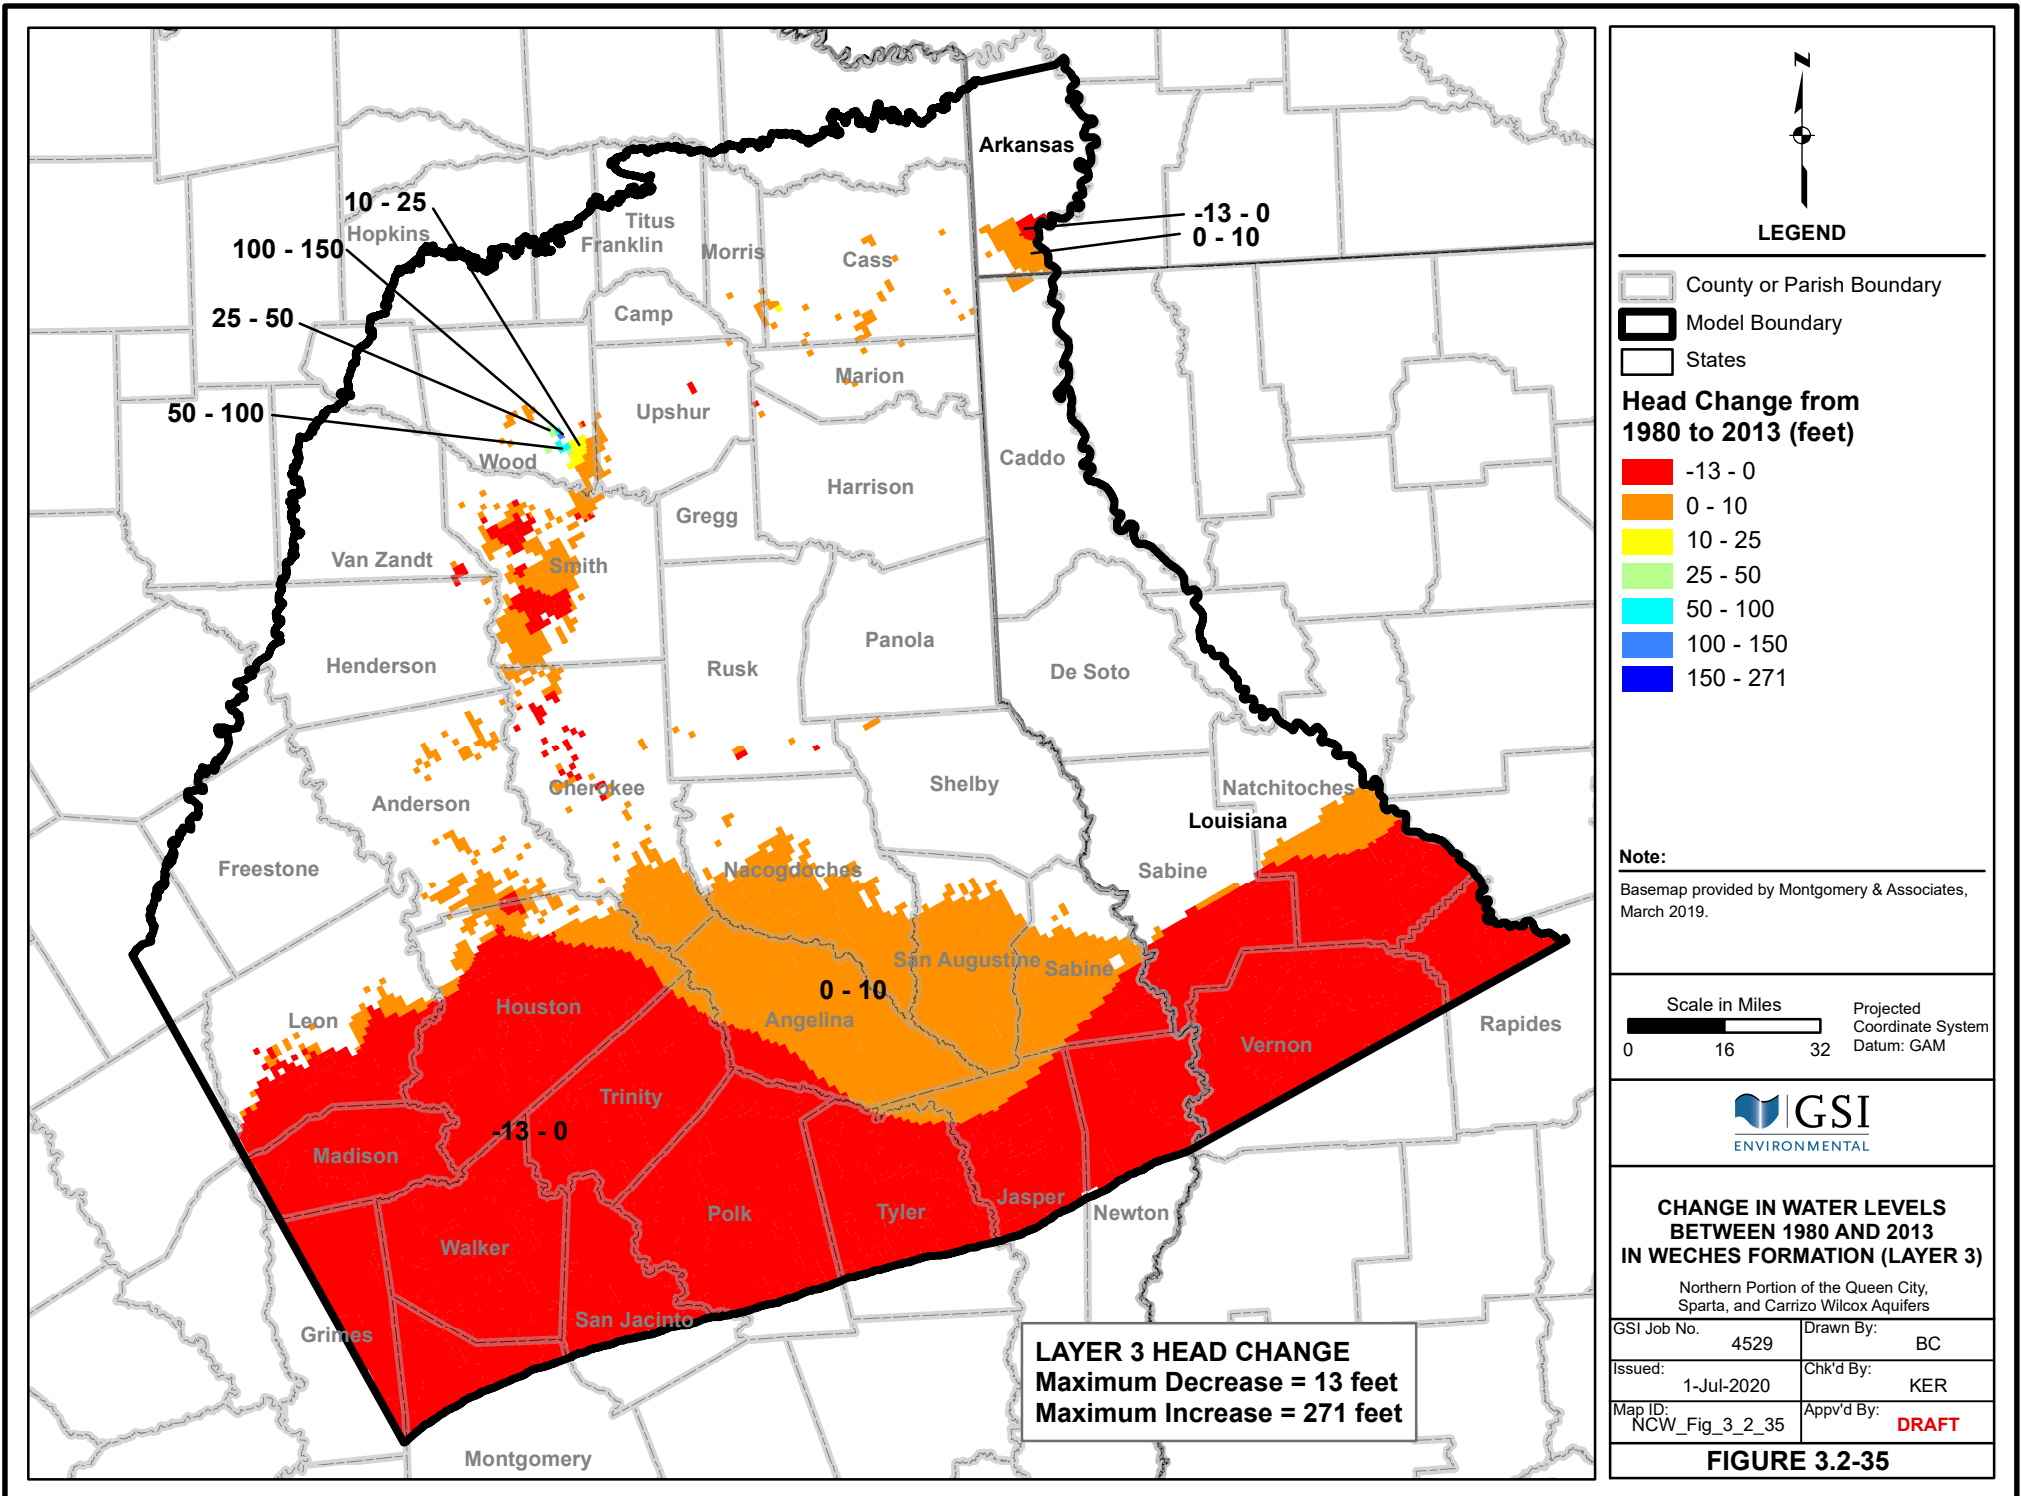 Arkansas
10 - 25
Hopkins
Titus
Franklin
Morris
Cass
-13 - 0
0 - 10
100 - 150
25 - 50
Camp
Marion
50 - 100
Upshur
Wood
Caddo
Harrison
Gregg
Van Zandt
Smith
Henderson
Rusk
Panola
De Soto
Anderson
Cherokee
Shelby
Natchitoches
Louisiana
Freestone
Nacogdoches
Sabine
San Augustine
Sabine
0 - 10
Leon
Houston
Angelina
Rapides
Vernon
Trinity
-13 - 0
Madison
Polk
Tyler
Jasper
Newton
Walker
San Jacinto
Grimes
Montgomery
LAYER 3 HEAD CHANGE
Maximum Decrease = 13 feet
Maximum Increase = 271 feet
N
LEGEND
County or Parish Boundary
Model Boundary
States
Head Change from
1980 to 2013 (feet)
-13 - 0
0 - 10
10 - 25
25 - 50
50 - 100
100 - 150
150 - 271
Note:
Basemap provided by Montgomery & Associates,
March 2019.
Scale in Miles
0 16 32
Projected
Coordinate System
Datum: GAM
GSI
ENVIRONMENTAL
CHANGE IN WATER LEVELS
BETWEEN 1980 AND 2013
IN WECHES FORMATION (LAYER 3)
Northern Portion of the Queen City,
Sparta, and Carrizo Wilcox Aquifers
GSI Job No. 4529
Drawn By: BC
Issued: 1-Jul-2020
Chk'd By: KER
Map ID: NCW_Fig_3_2_35
Appv'd By: DRAFT
FIGURE 3.2-35